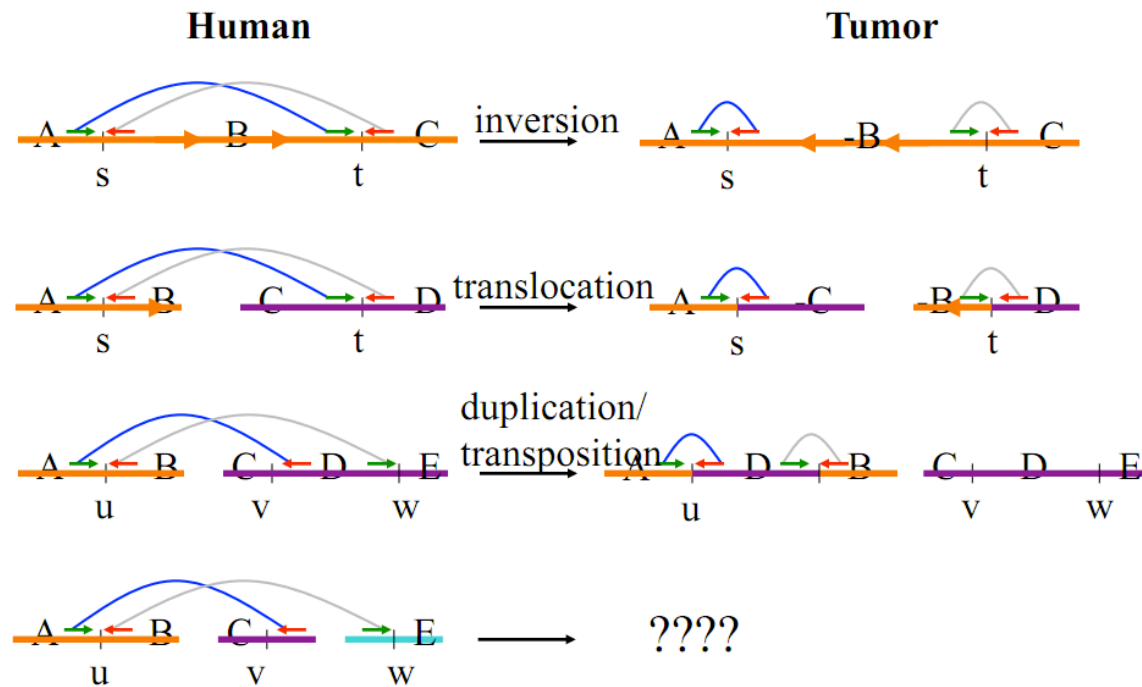 Human Tumor
A B C inversion A -B C
s t s t
A B C D translocation A -C -B D
s t s t
duplication/
A B C D E transposition A D B C D E
u v w u v w
A B C E ????
u v w